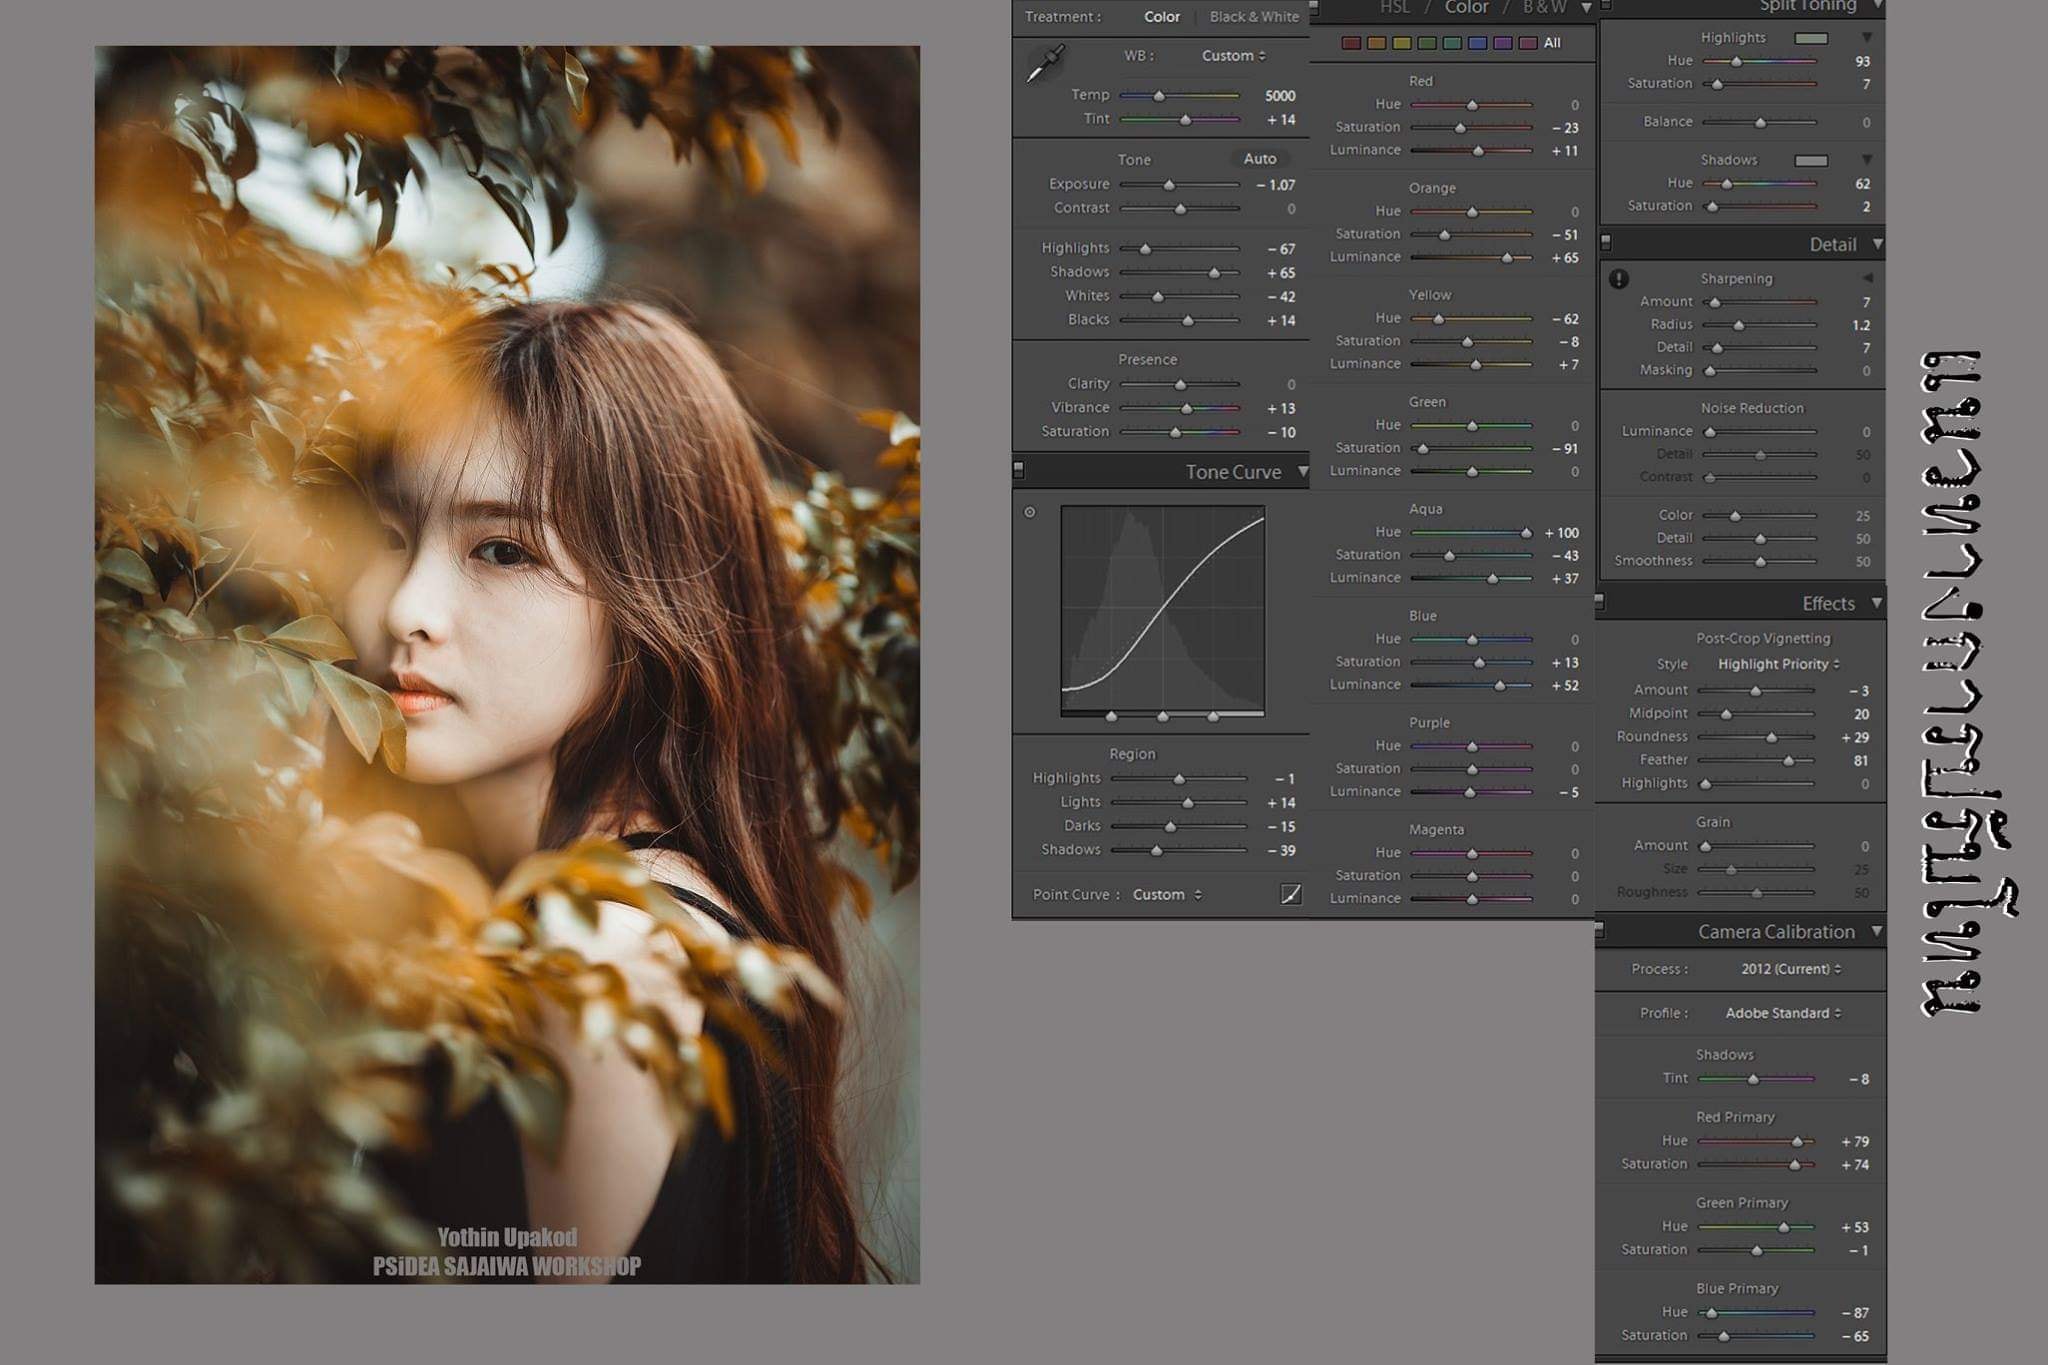 Treatment : Color | Black & White
WB : Custom
Temp 5000
Tint + 14
Tone Auto
Exposure – 1.07
Contrast 0
Highlights – 67
Shadows + 65
Whites – 42
Blacks + 14
Presence
Clarity 0
Vibrance + 13
Saturation – 10
Tone Curve
Region
Highlights – 1
Lights + 14
Darks – 15
Shadows – 39
Point Curve : Custom
HSL / Color / B & W
All
Red
Hue 0
Saturation – 23
Luminance + 11
Orange
Hue 0
Saturation – 51
Luminance + 65
Yellow
Hue – 62
Saturation – 8
Luminance + 7
Green
Hue 0
Saturation – 91
Luminance 0
Aqua
Hue + 100
Saturation – 43
Luminance + 37
Blue
Hue 0
Saturation + 13
Luminance + 52
Purple
Hue 0
Saturation 0
Luminance – 5
Magenta
Hue 0
Saturation 0
Luminance 0
Split Toning
Highlights
Hue 93
Saturation 7
Balance 0
Shadows
Hue 62
Saturation 2
Detail
Sharpening
Amount 7
Radius 1.2
Detail 7
Masking 0
Noise Reduction
Luminance 0
Detail 50
Contrast 0
Color 25
Detail 50
Smoothness 50
Effects
Post-Crop Vignetting
Style Highlight Priority
Amount – 3
Midpoint 20
Roundness + 29
Feather 81
Highlights 0
Grain
Amount 0
Size 25
Roughness 50
Camera Calibration
Process : 2012 (Current)
Profile : Adobe Standard
Shadows
Tint – 8
Red Primary
Hue + 79
Saturation + 74
Green Primary
Hue + 53
Saturation – 1
Blue Primary
Hue – 87
Saturation – 65
Yothin Upakod
PSiDEA SAJAIWA WORKSHOP